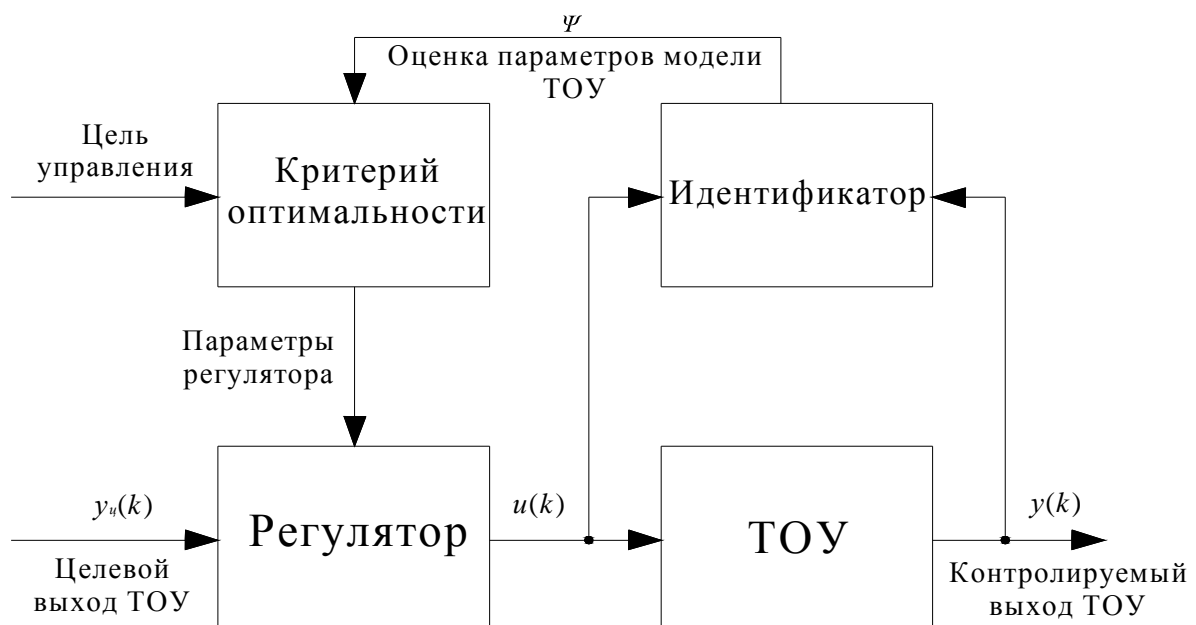 Ψ
Оценка параметров модели
ТОУ
Цель
управления
Критерий
оптимальности
Идентификатор
Параметры
регулятора
yц(k)
Целевой
выход ТОУ
Регулятор
u(k)
ТОУ
y(k)
Контролируемый
выход ТОУ